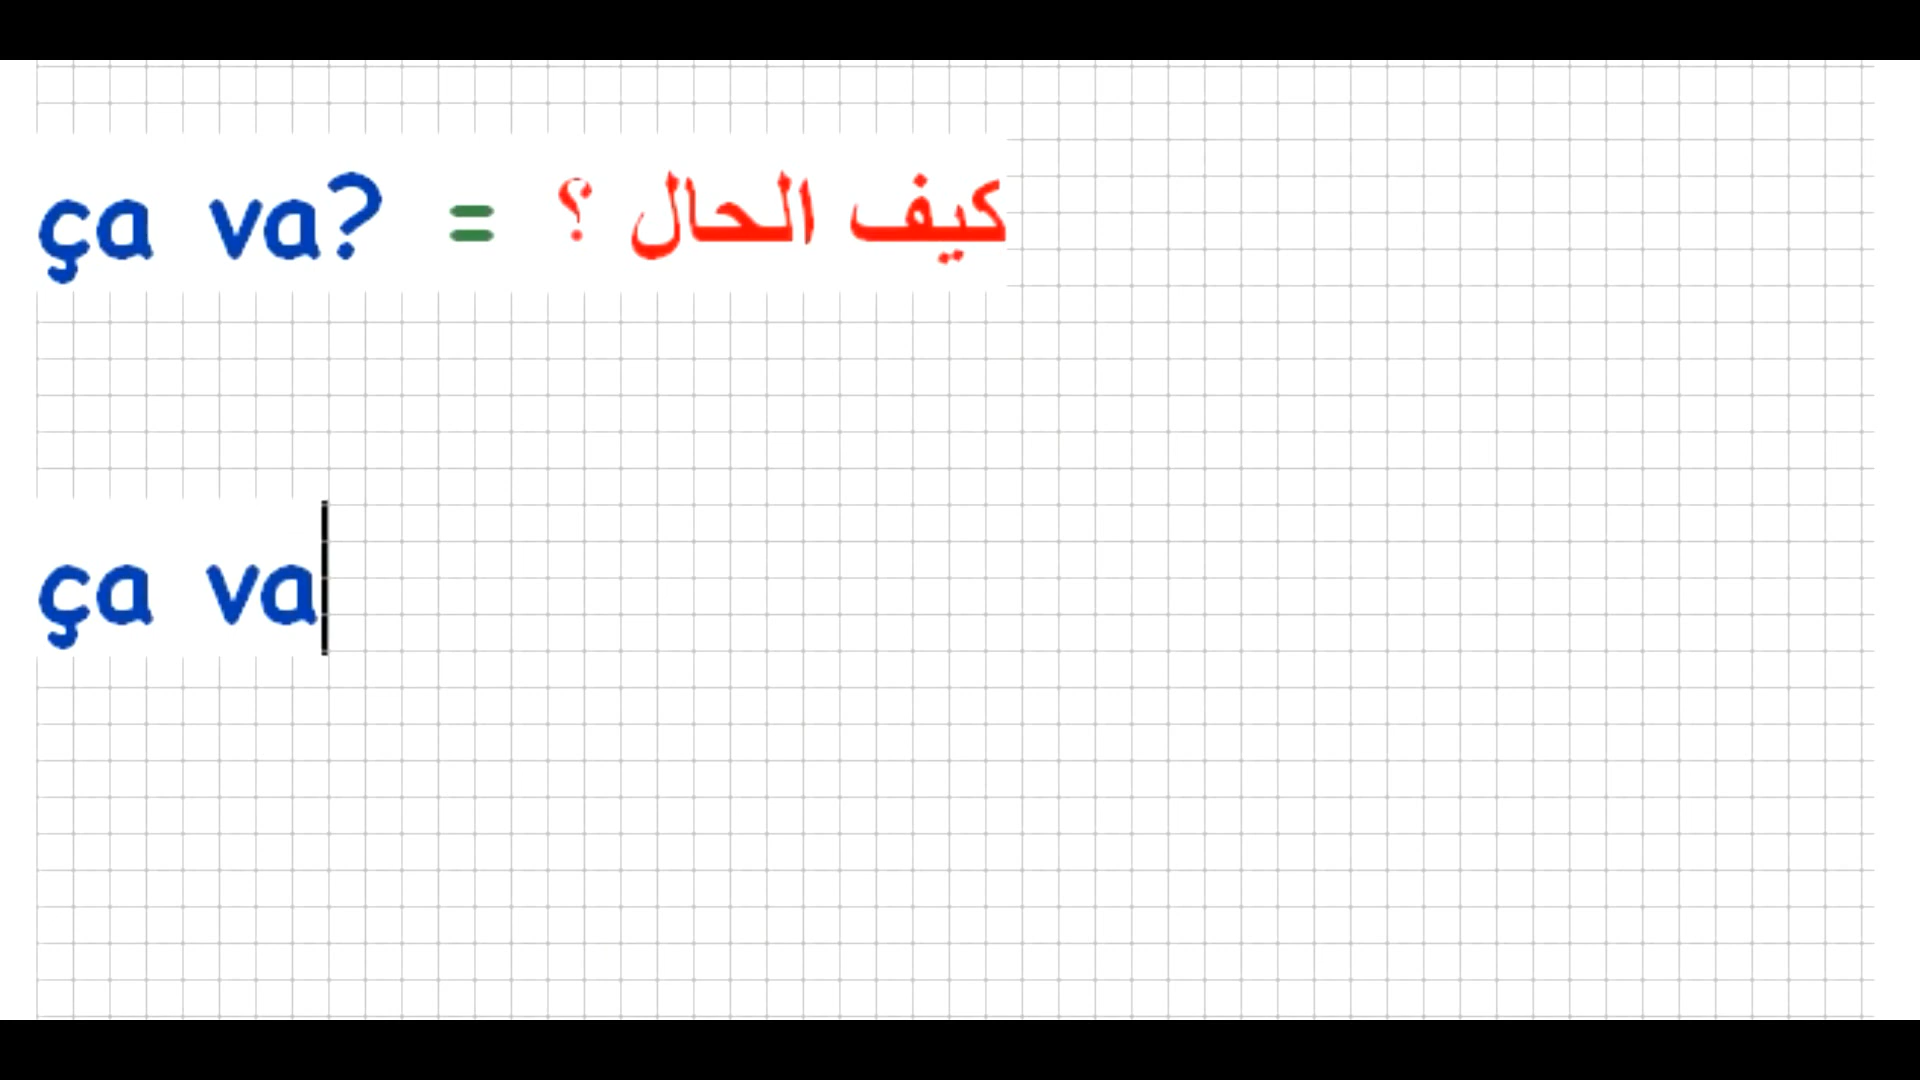 ça va? = كيف الحال ؟
ça va